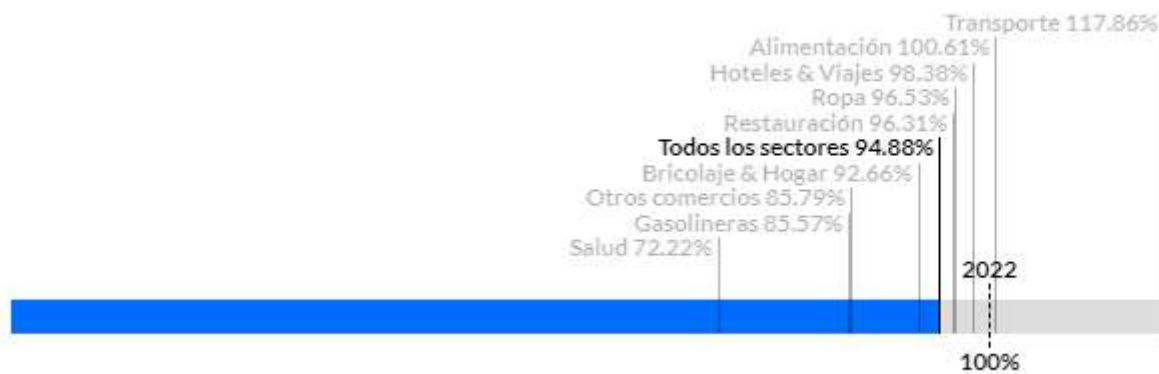 Transporte 117.86%
Alimentación 100.61%
Hoteles & Viajes 98.38%
Ropa 96.53%
Restauración 96.31%
Todos los sectores 94.88%
Bricolaje & Hogar 92.66%
Otros comercios 85.79%
Gasolineras 85.57%
Salud 72.22%
2022
100%